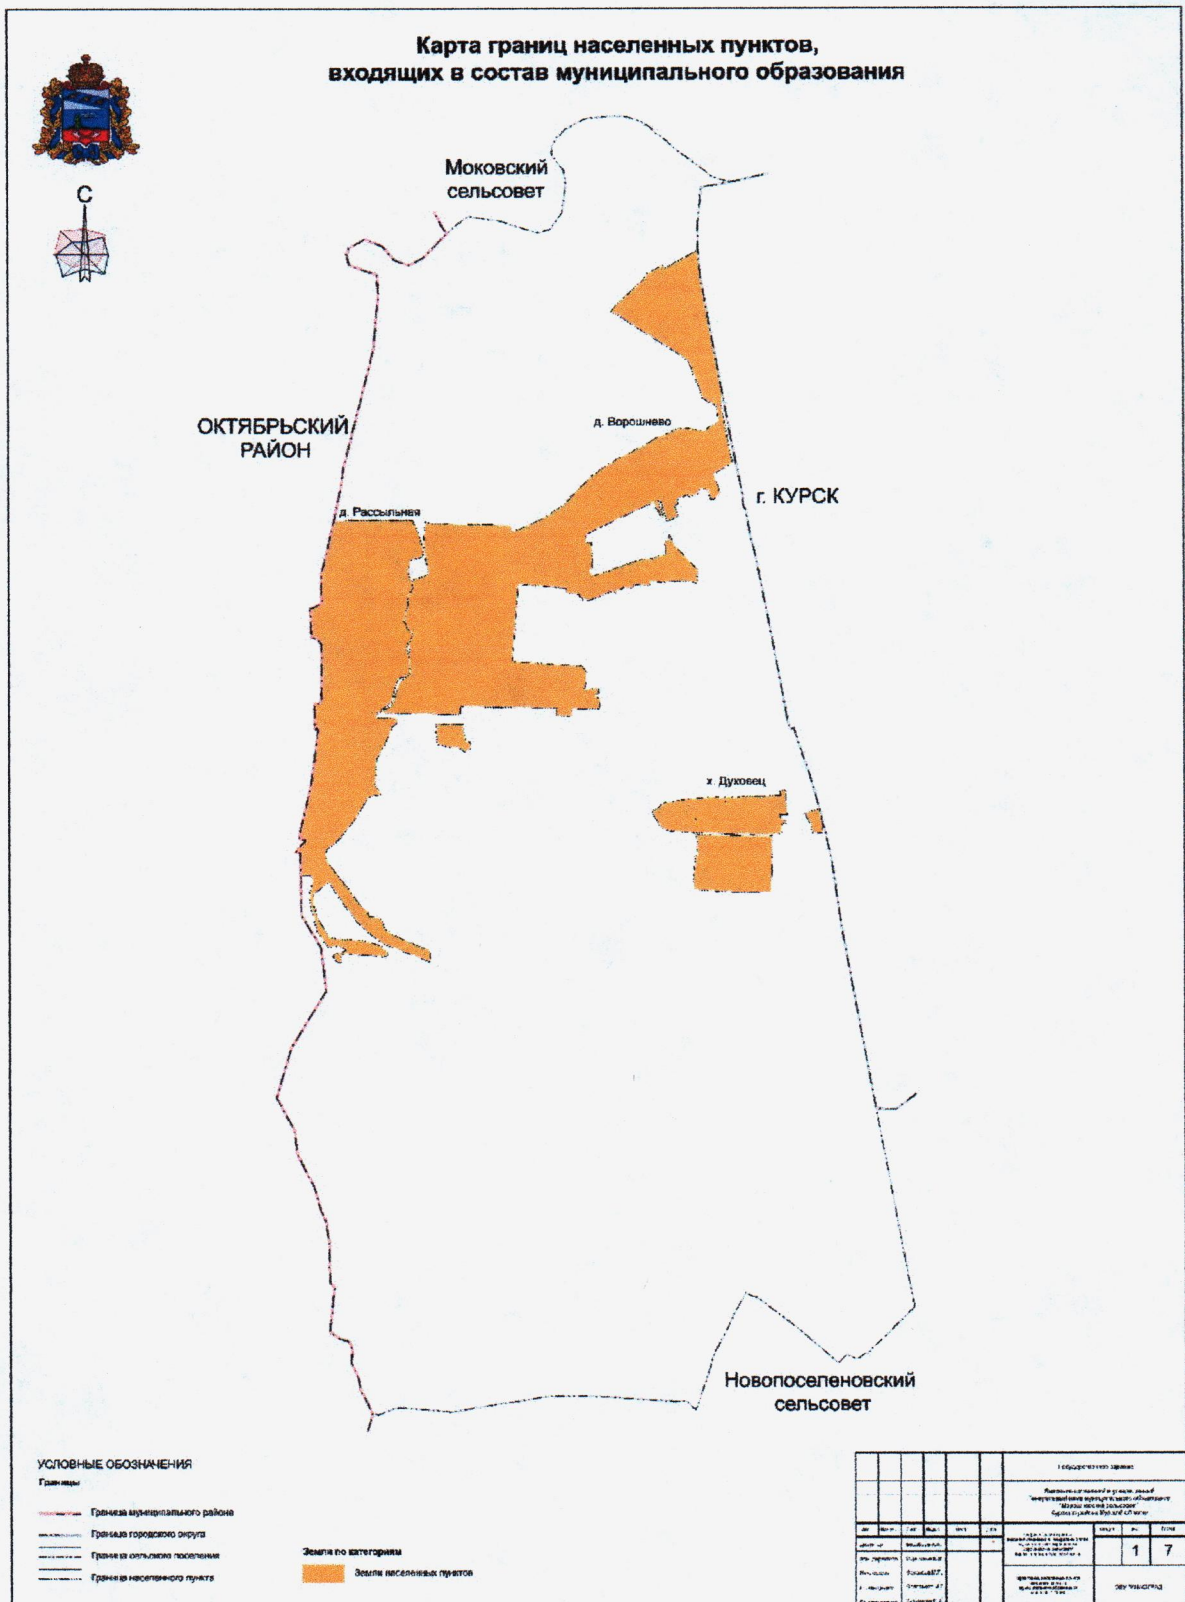 Карта границ населенных пунктов,
входящих в состав муниципального образования
С
Моковский
сельсовет
ОКТЯБРЬСКИЙ
РАЙОН
д. Ворошнево
г. КУРСК
д. Рассыльная
х. Духовец
Новопоселеновский
сельсовет
УСЛОВНЫЕ ОБОЗНАЧЕНИЯ
Границы
Граница муниципального района
Граница городского округа
Граница сельского поселения
Граница населенного пункта
Земли по категориям
Земли населенных пунктов
1 7